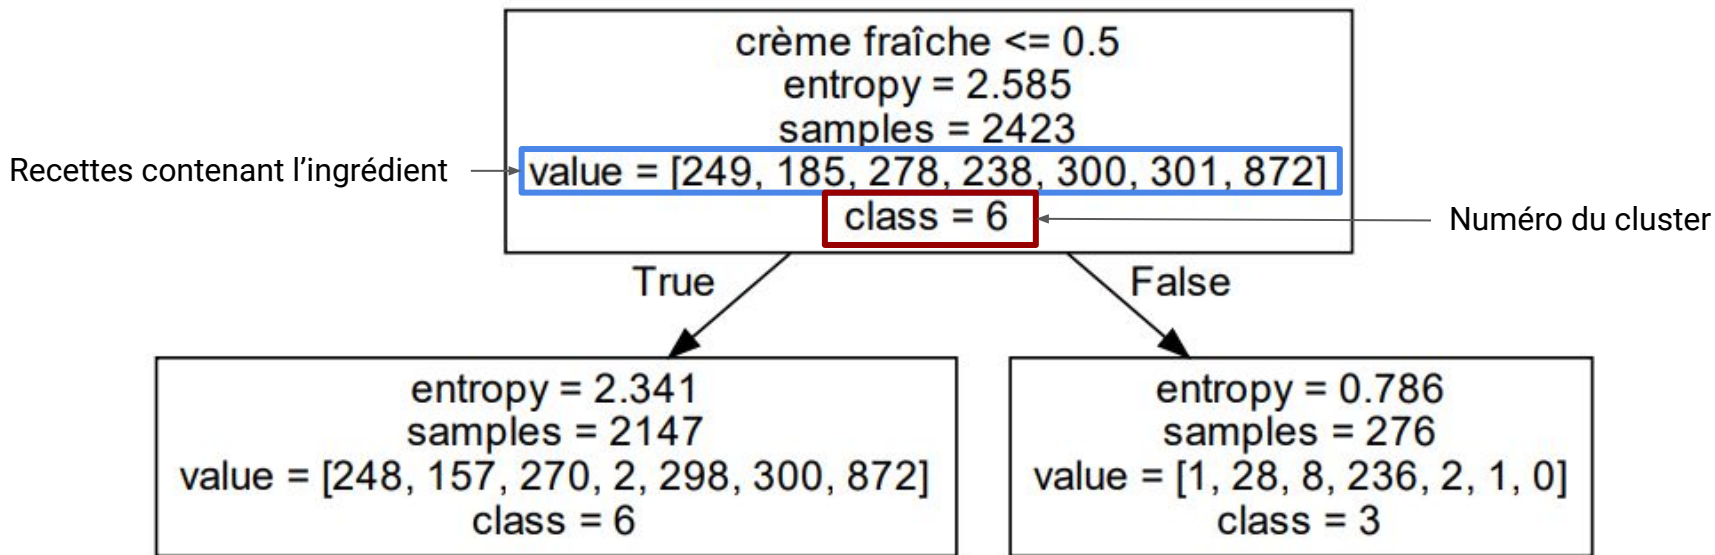 crème fraîche <= 0.5
entropy = 2.585
samples = 2423
Recettes contenant l’ingrédient
value = [249, 185, 278, 238, 300, 301, 872]
class = 6
Numéro du cluster
True
False
entropy = 2.341
samples = 2147
value = [248, 157, 270, 2, 298, 300, 872]
class = 6
entropy = 0.786
samples = 276
value = [1, 28, 8, 236, 2, 1, 0]
class = 3